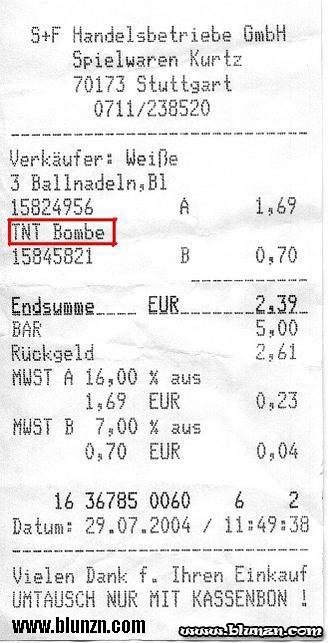 S+F Handelsbetriebe GmbH
Spielwaren Kurtz
70173 Stuttgart
0711/238520
Verkäufer: Weiße
3 Ballnadeln,Bl
15824956 A 1,69
TNT Bombe
15845821 B 0,70
Endsumme EUR 2,39
BAR 5,00
Rückgeld 2,61
MWST A 16,00 % aus
1,69 EUR 0,23
MWST B 7,00 % aus
0,70 EUR 0,04
16 36785 0060 6 2
Datum: 29.07.2004 / 11:49:38
Vielen Dank f. Ihren Einkauf
UMTAUSCH NUR MIT KASSENBON !
www.blunzn.com www.blunzn.com